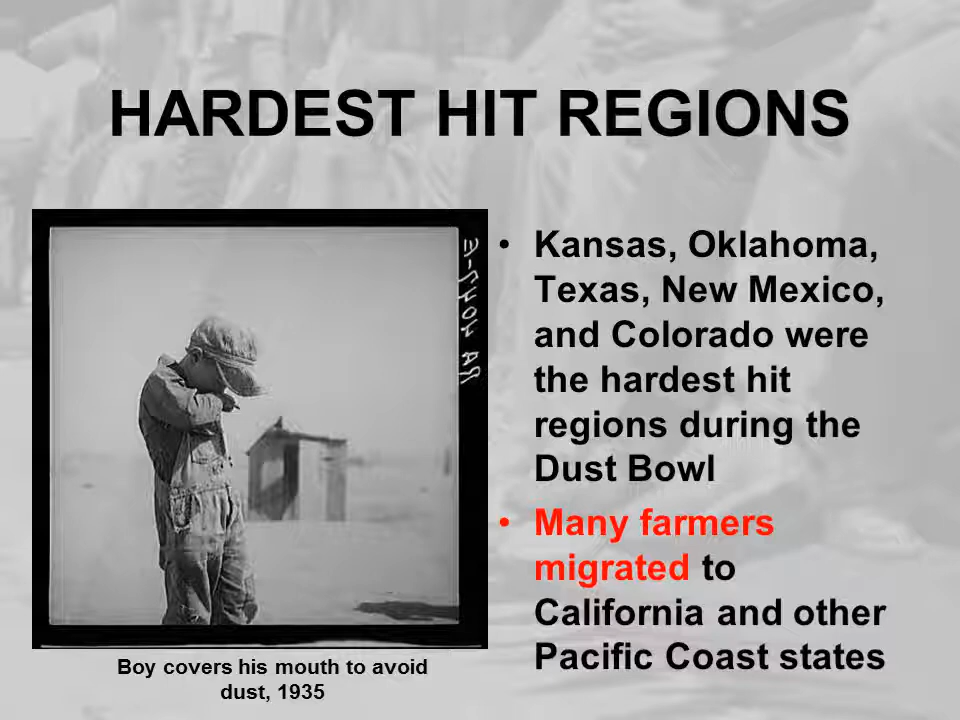 HARDEST HIT REGIONS
• Kansas, Oklahoma,
Texas, New Mexico,
and Colorado were
the hardest hit
regions during the
Dust Bowl
• Many farmers
migrated to
California and other
Pacific Coast states
Boy covers his mouth to avoid
dust, 1935